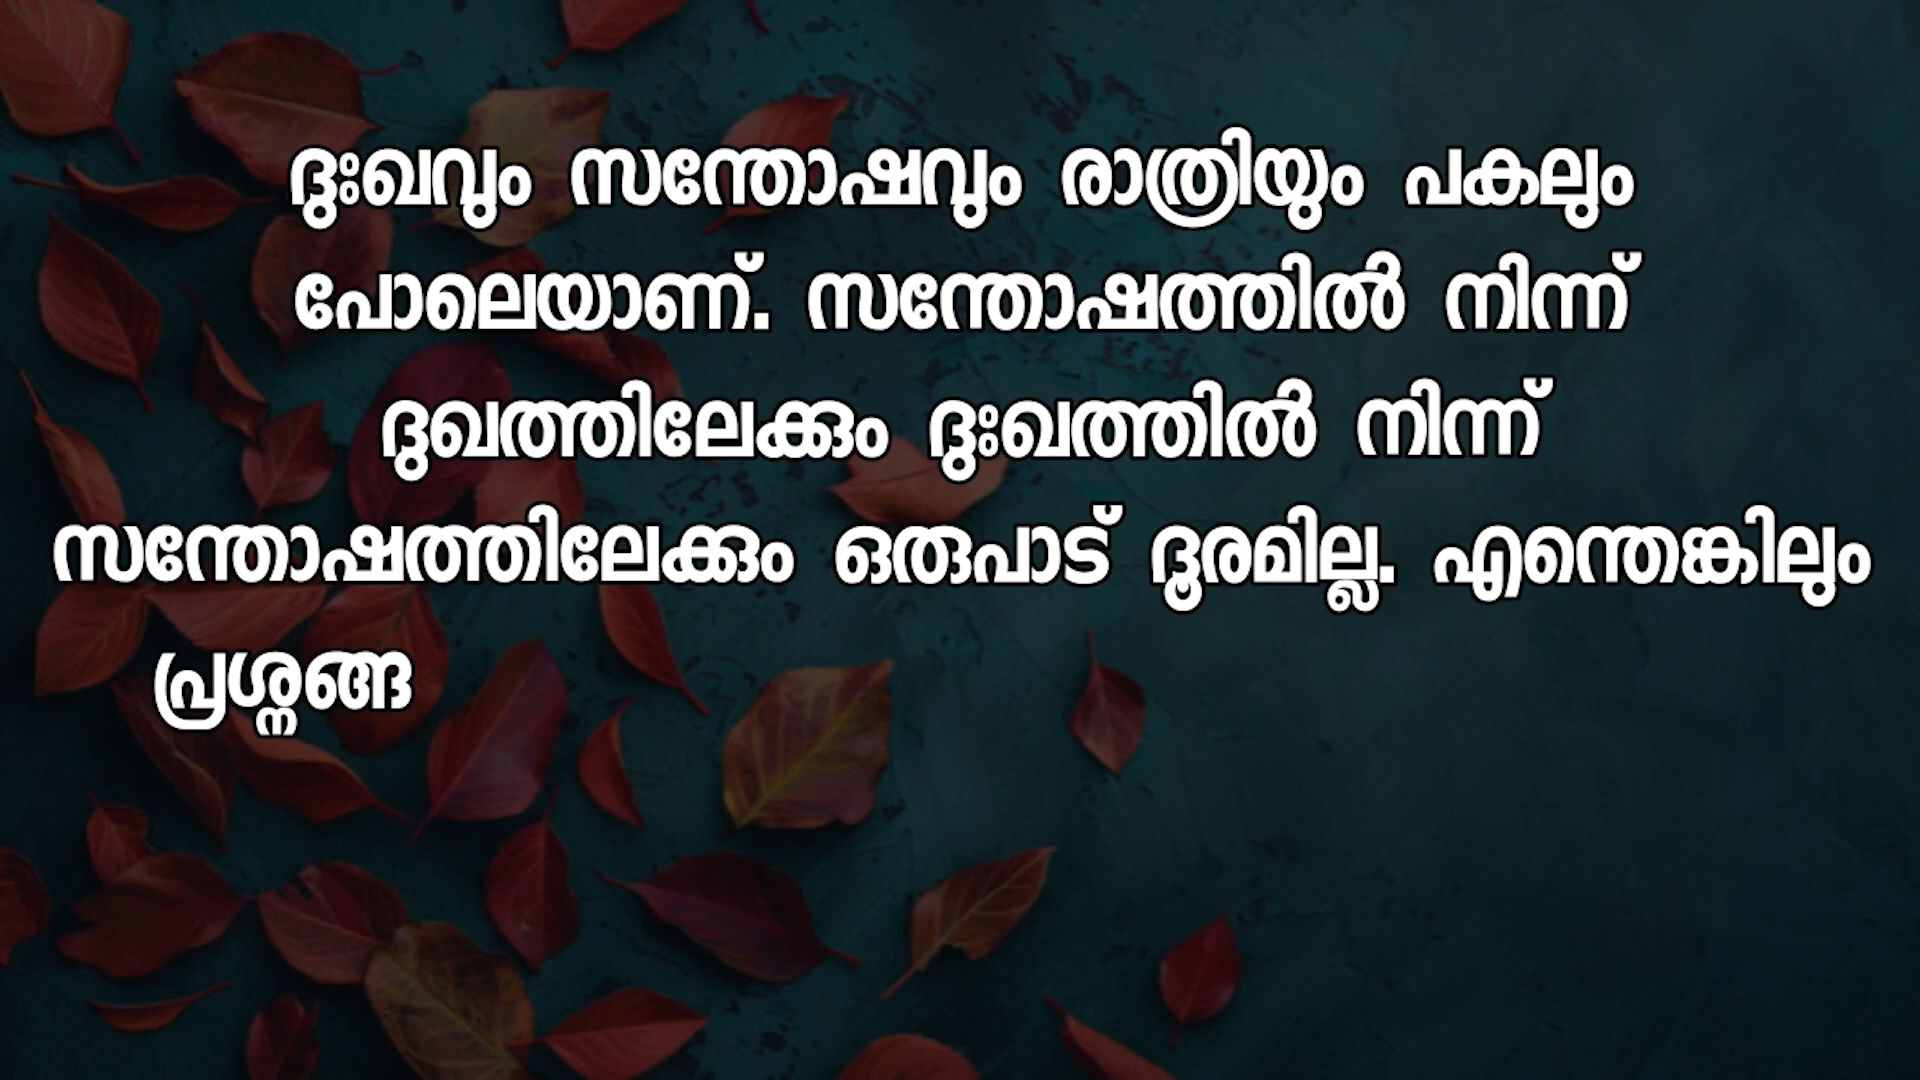 ദുഃഖവും സന്തോഷവും രാത്രിയും പകലും
പോലെയാണ്. സന്തോഷത്തിൽ നിന്ന്
ദുഖത്തിലേക്കും ദുഃഖത്തിൽ നിന്ന്
സന്തോഷത്തിലേക്കും ഒരുപാട് ദൂരമില്ല. എന്തെങ്കിലും
പ്രശ്നങ്ങ